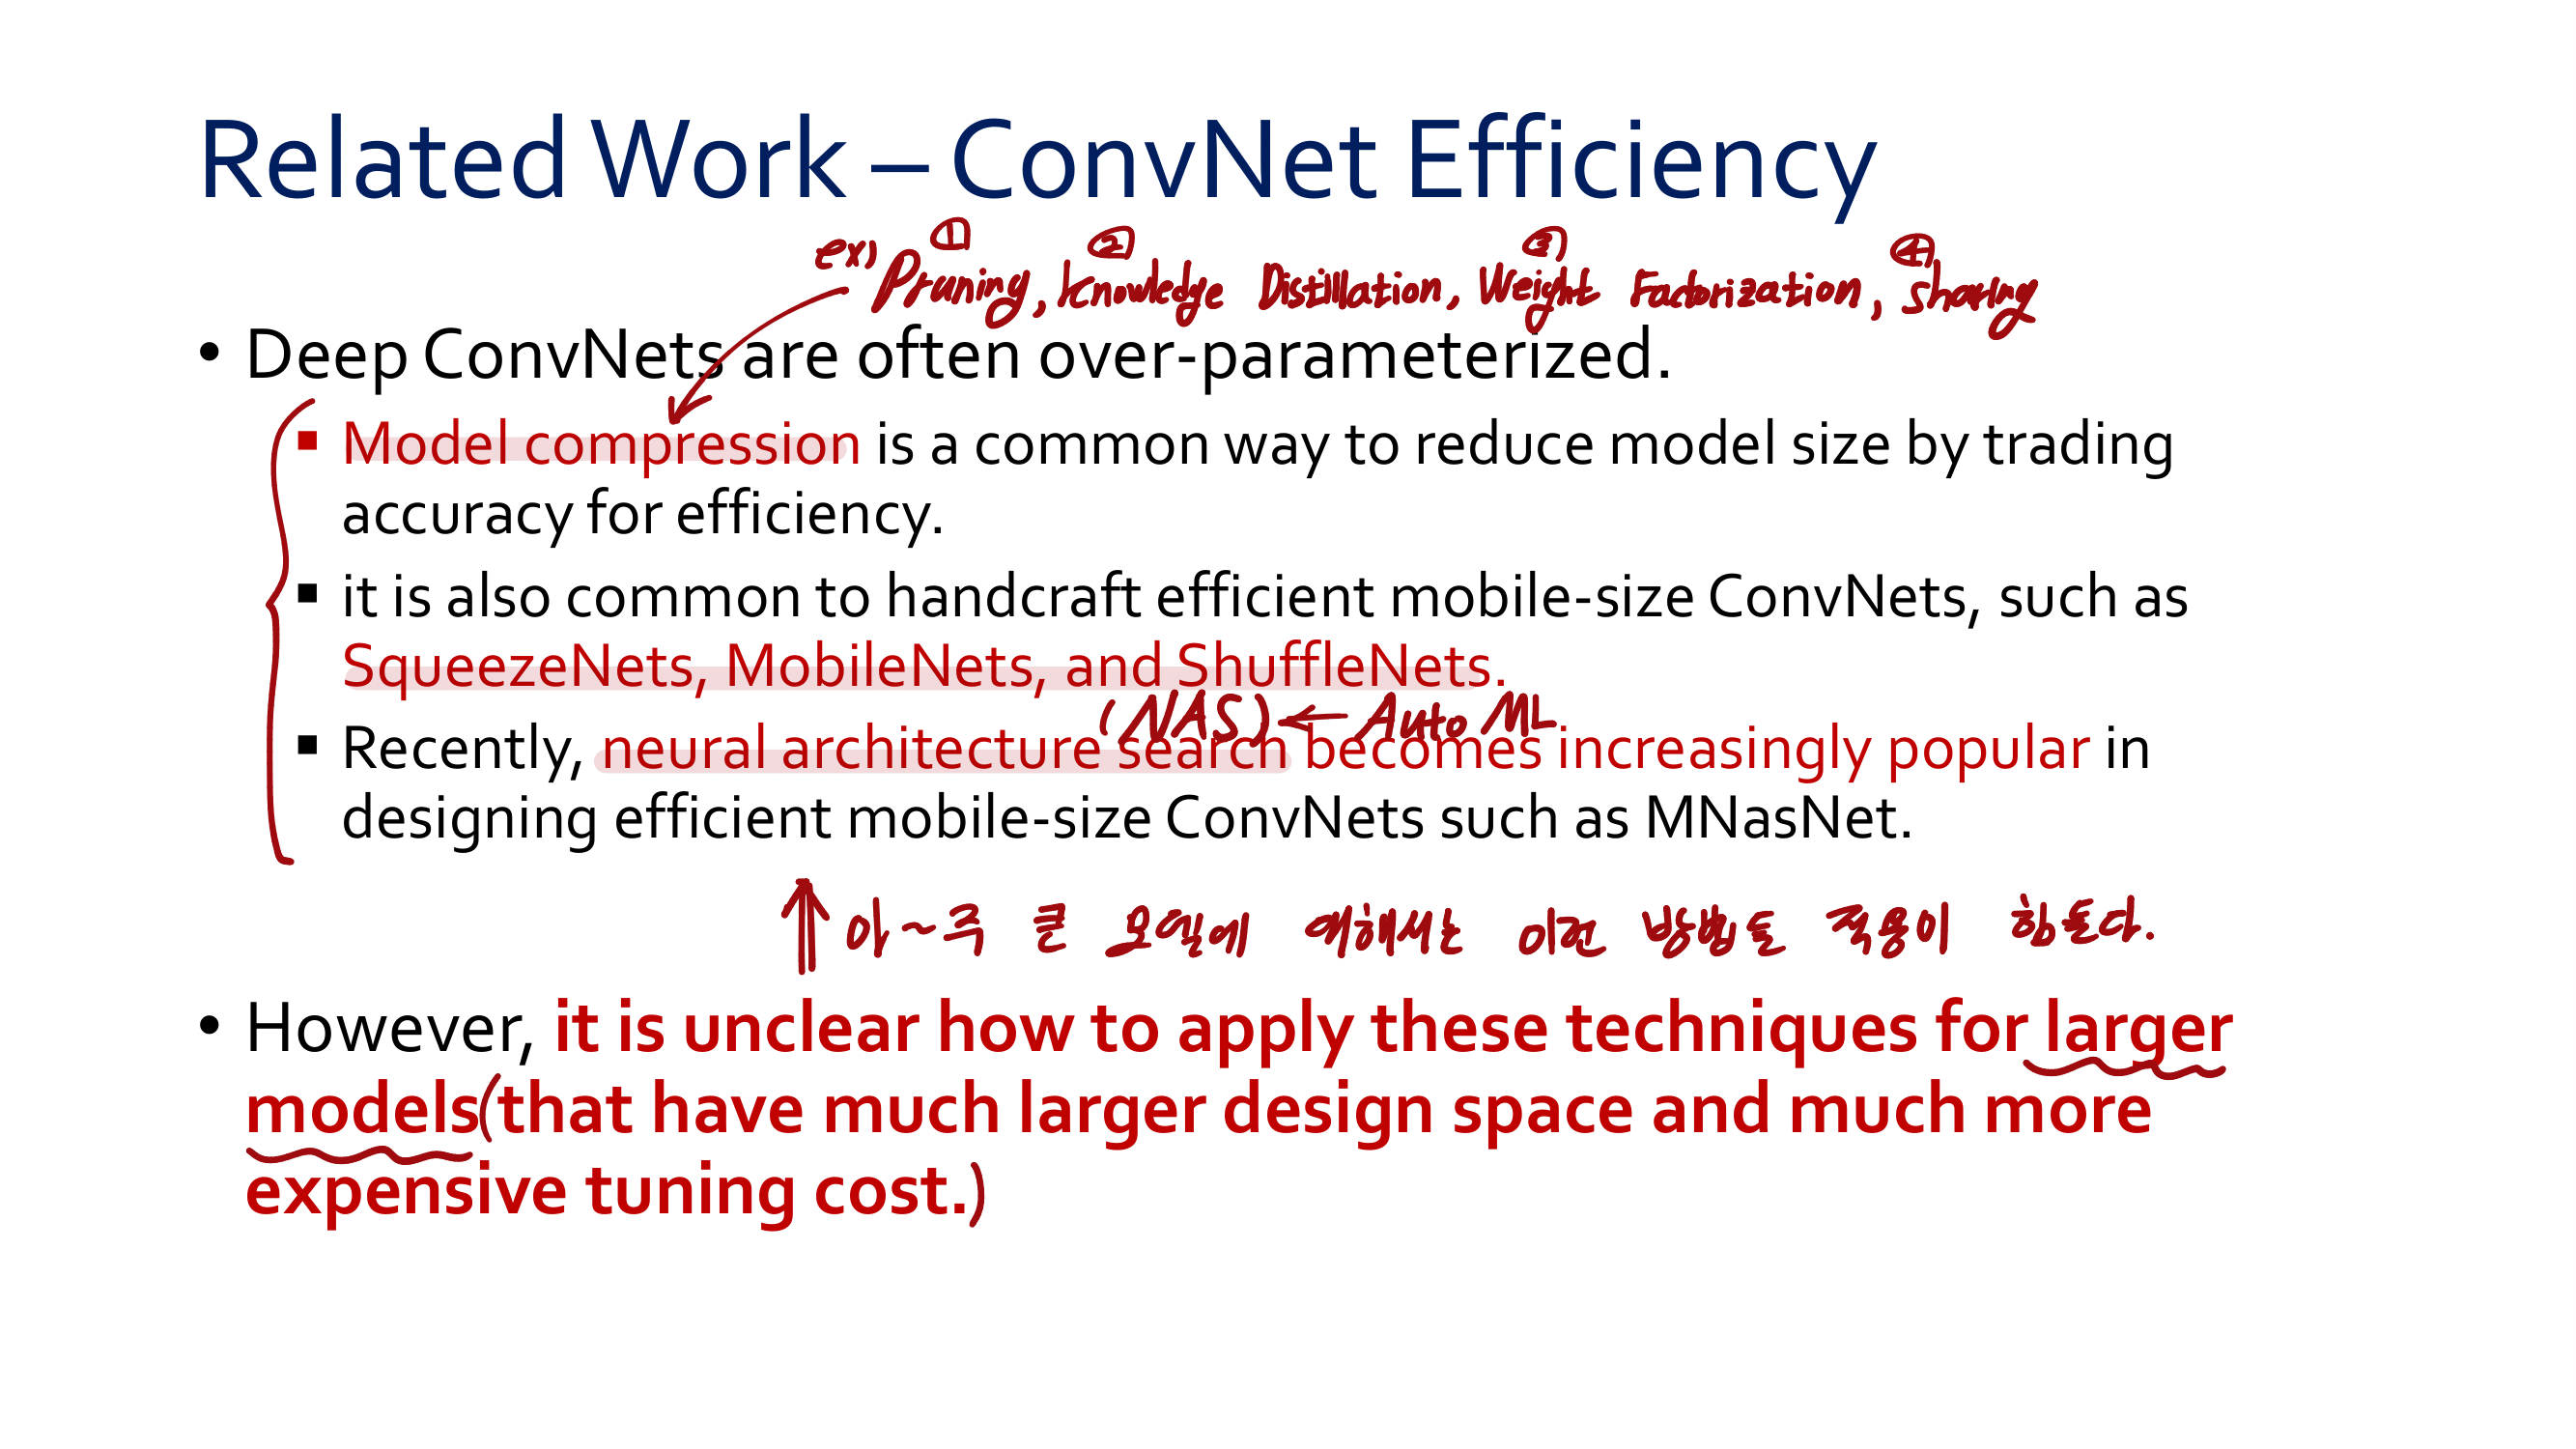 Related Work – ConvNet Efficiency
① ② ③ ④
ex) Pruning, Knowledge Distillation, Weight Factorization, sharing
• Deep ConvNets are often over-parameterized.
▪ Model compression is a common way to reduce model size by trading
accuracy for efficiency.
▪ it is also common to handcraft efficient mobile-size ConvNets, such as
SqueezeNets, MobileNets, and ShuffleNets.
(NAS) ← Auto ML
▪ Recently, neural architecture search becomes increasingly popular in
designing efficient mobile-size ConvNets such as MNasNet.
아~주 큰 모델에 대해서는 이런 방법들 적용이 힘들다.
• However, it is unclear how to apply these techniques for larger
models(that have much larger design space and much more
expensive tuning cost.)